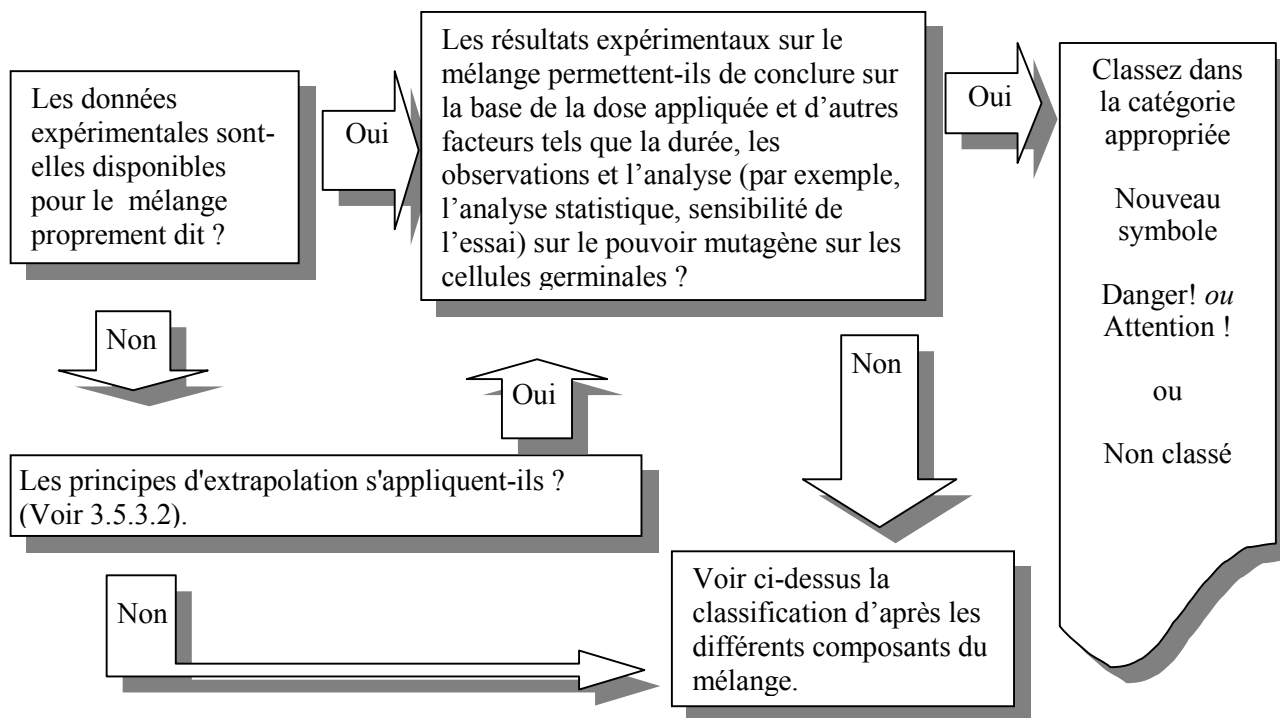 Les données
expérimentales sont-
elles disponibles
pour le mélange
proprement dit ?
Oui
Les résultats expérimentaux sur le
mélange permettent-ils de conclure sur
la base de la dose appliquée et d’autres
facteurs tels que la durée, les
observations et l’analyse (par exemple,
l’analyse statistique, sensibilité de
l’essai) sur le pouvoir mutagène sur les
cellules germinales ?
Oui
Classez dans
la catégorie
appropriée
Nouveau
symbole
Danger! ou
Attention !
ou
Non classé
Non
Oui
Non
Les principes d'extrapolation s'appliquent-ils ?
(Voir 3.5.3.2).
Non
Voir ci-dessus la
classification d’après les
différents composants du
mélange.